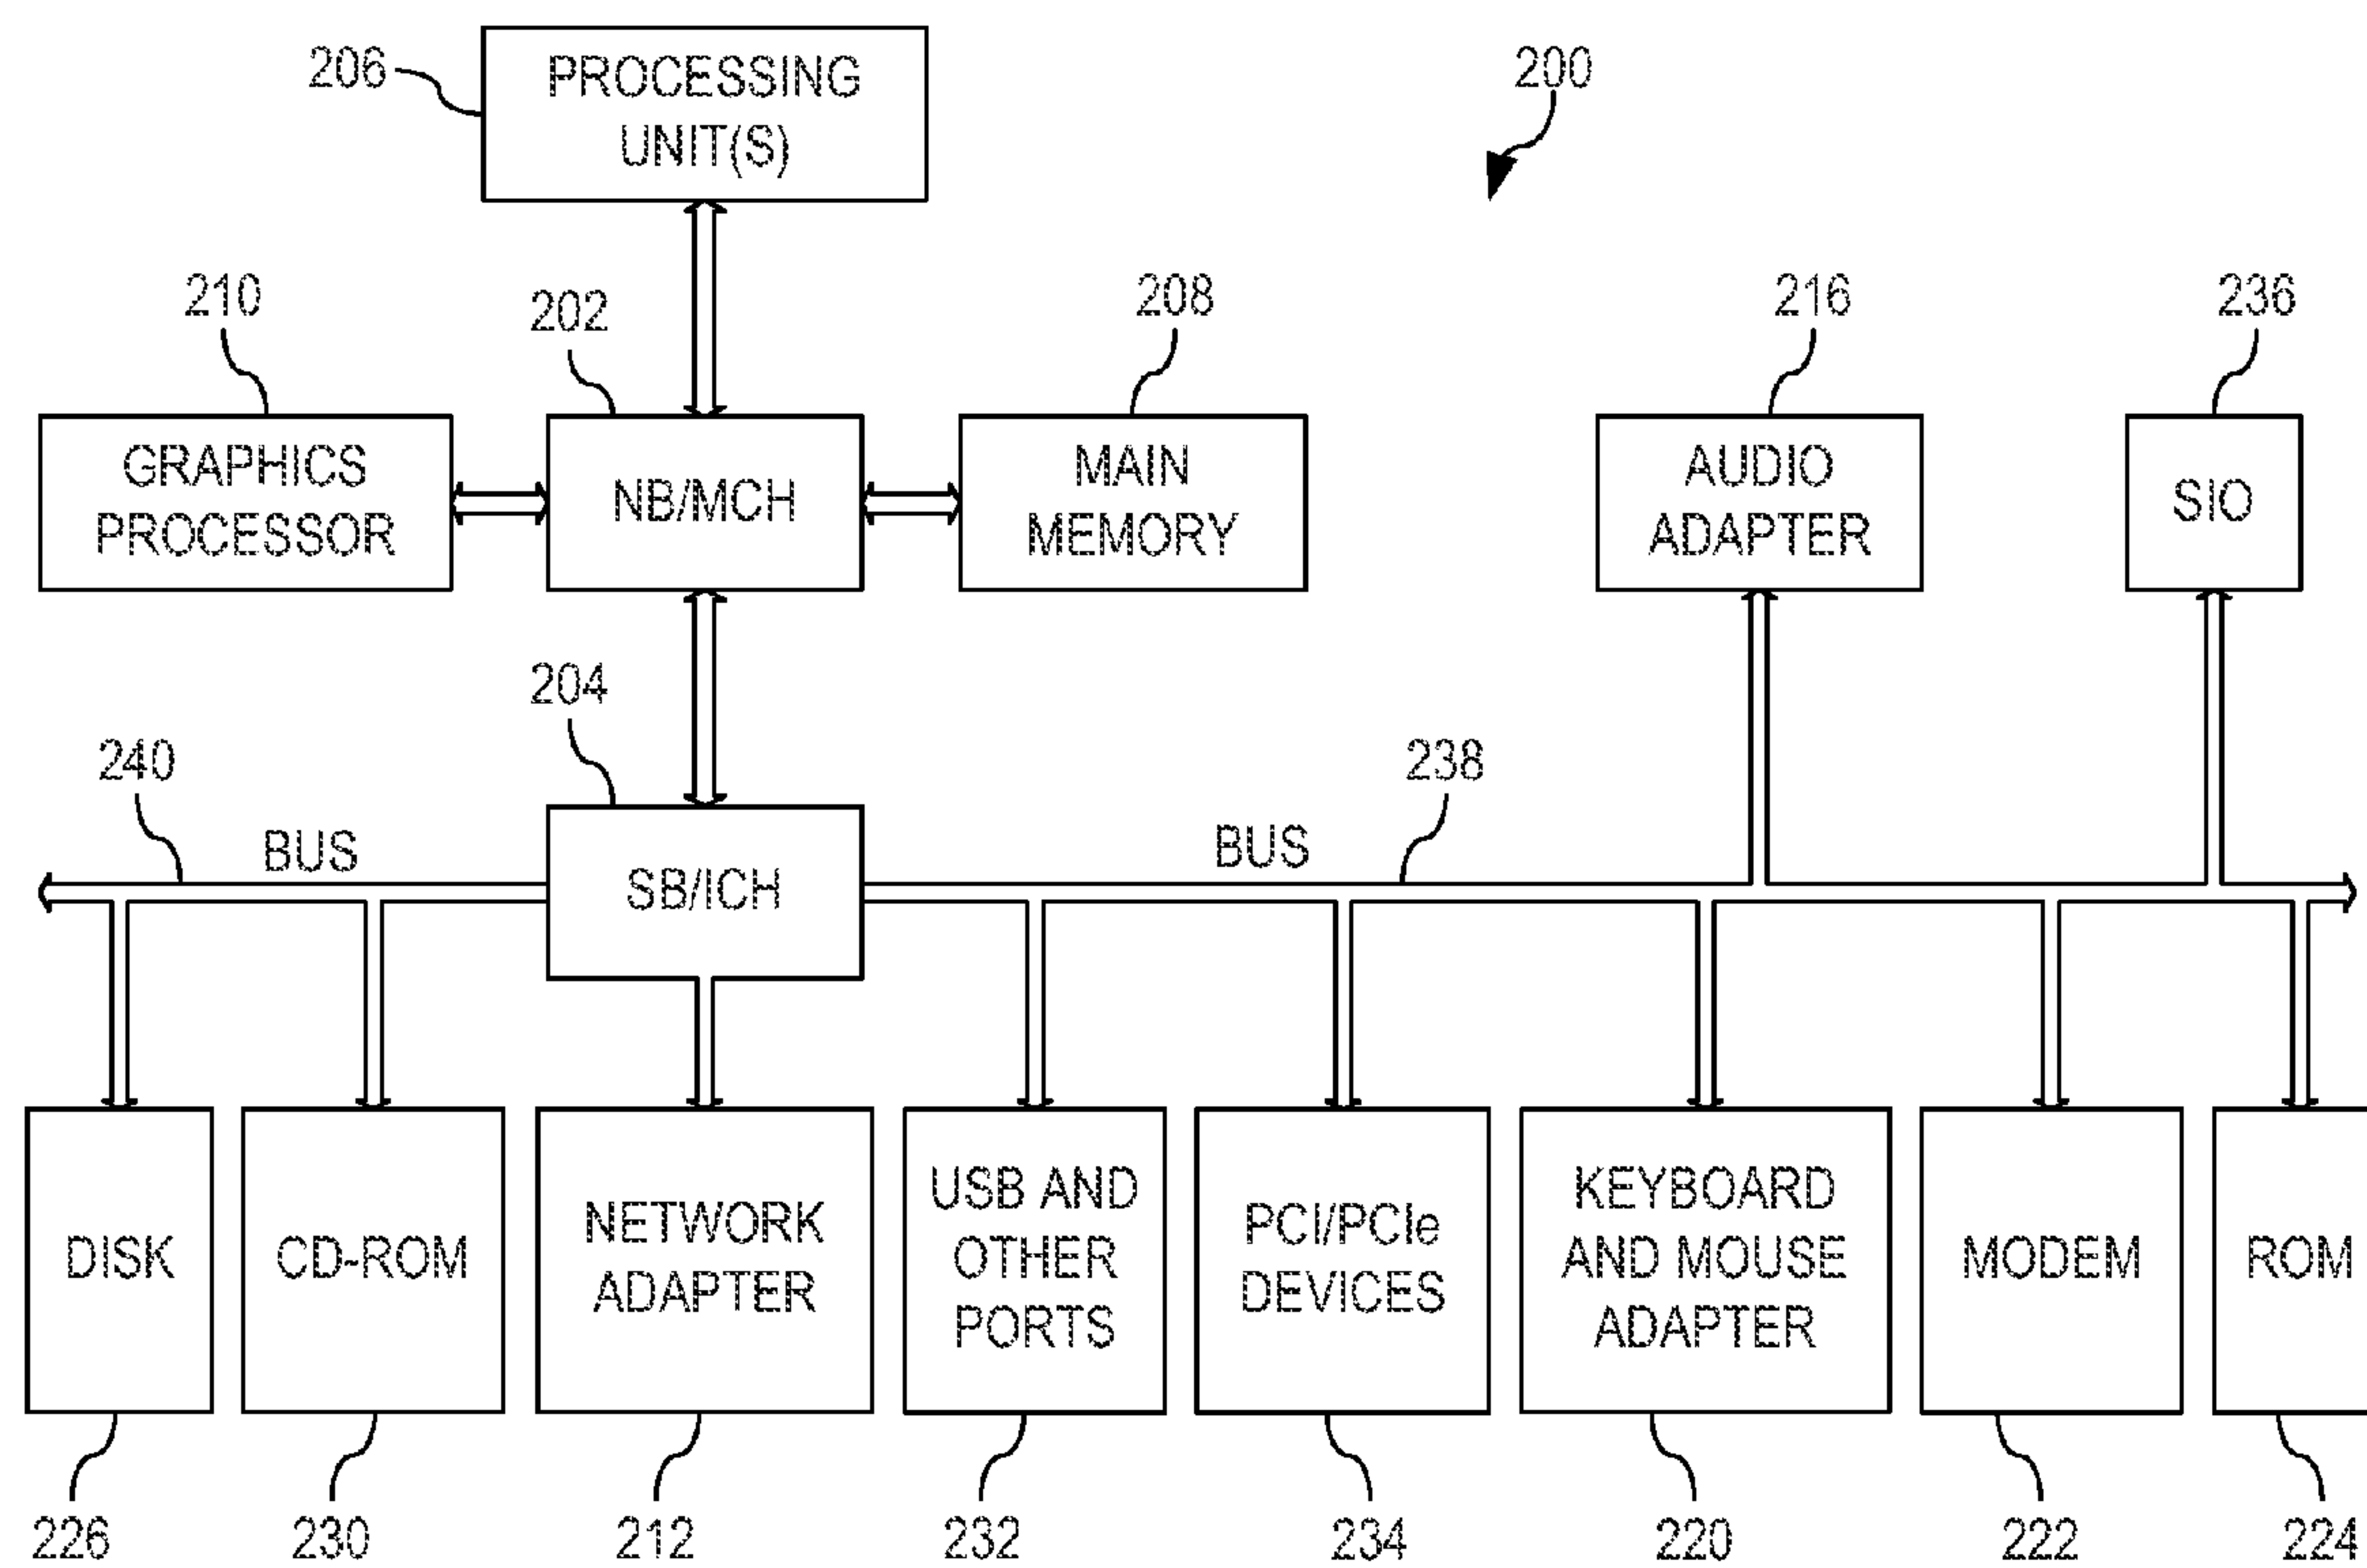 206
PROCESSING
UNIT(S)
200
210
202
208
216
236
GRAPHICS
PROCESSOR
NB/MCH
MAIN
MEMORY
AUDIO
ADAPTER
SIO
204
240
238
BUS
BUS
SB/ICH
DISK
CD-ROM
NETWORK
ADAPTER
USB AND
OTHER
PORTS
PCI/PCIe
DEVICES
KEYBOARD
AND MOUSE
ADAPTER
MODEM
ROM
226
230
212
232
234
220
222
224